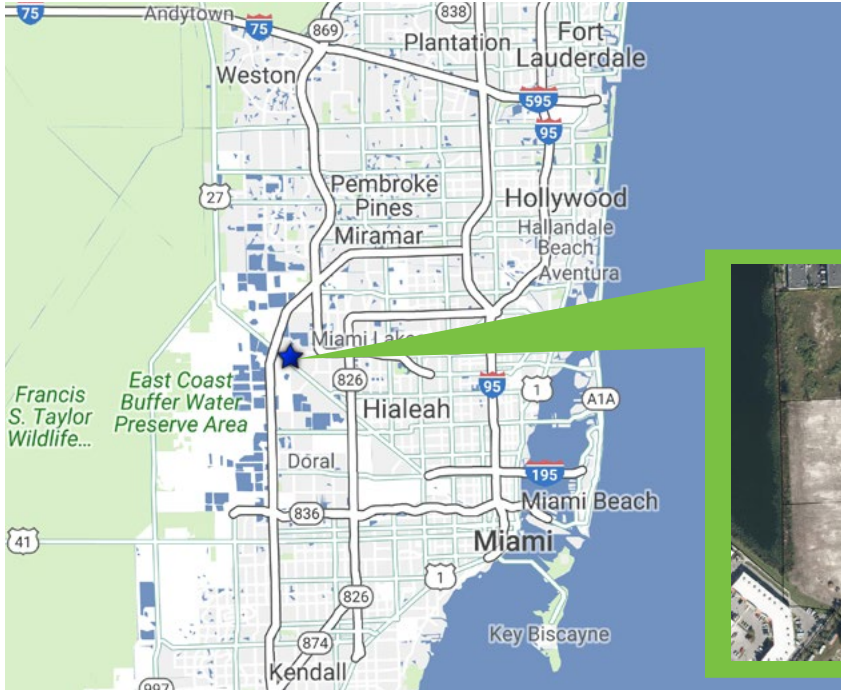 75
Andytown
75
869
838
Plantation
Fort
Lauderdale
Weston
595
95
27
Pembroke
Pines
Hollywood
Miramar
Hallandale
Beach
Aventura
Miami
826
95
1
A1A
Francis
S. Taylor
Wildlife...
East Coast
Buffer Water
Preserve Area
Hialeah
Doral
195
836
Miami Beach
41
Miami
1
826
Key Biscayne
874
Kendall
997